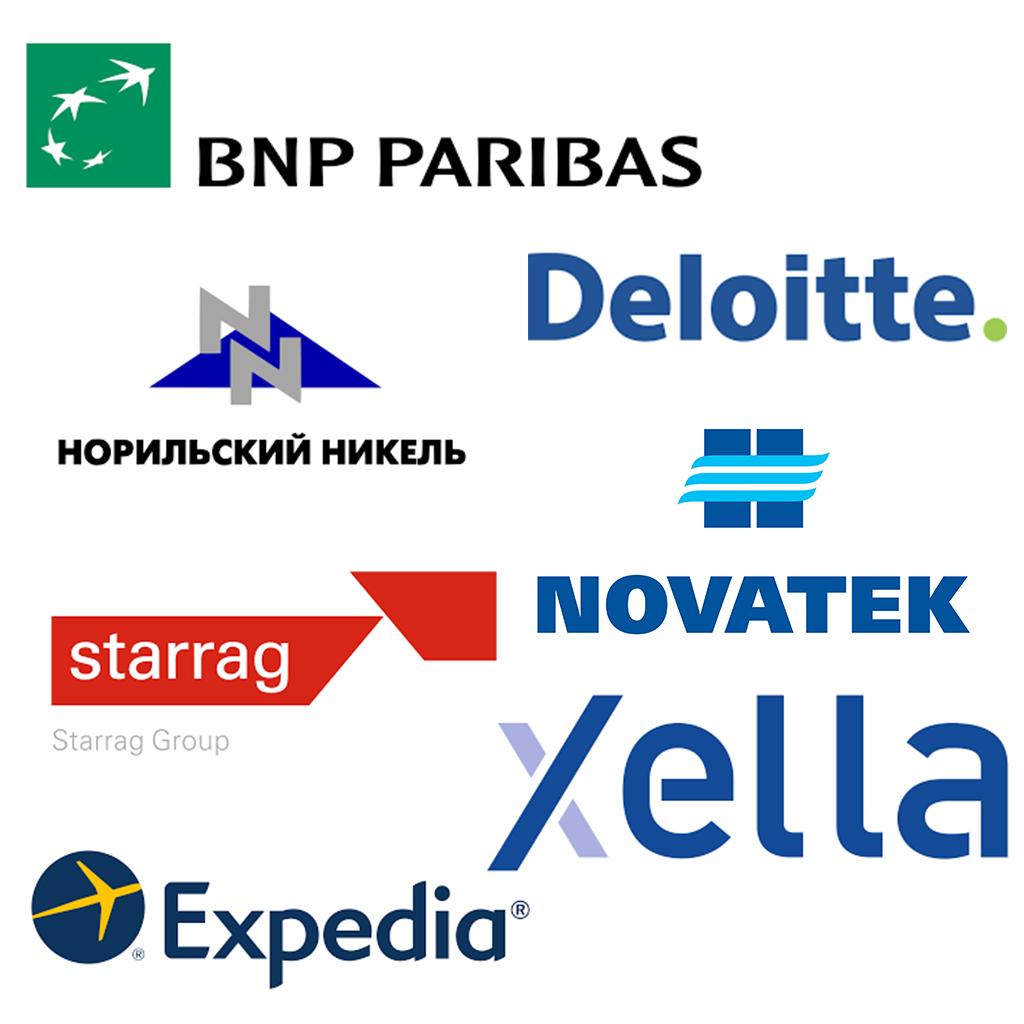 BNP PARIBAS
Deloitte.
НОРИЛЬСКИЙ НИКЕЛЬ
NOVATEK
starrag
Starrag Group
Xella
Expedia®
®